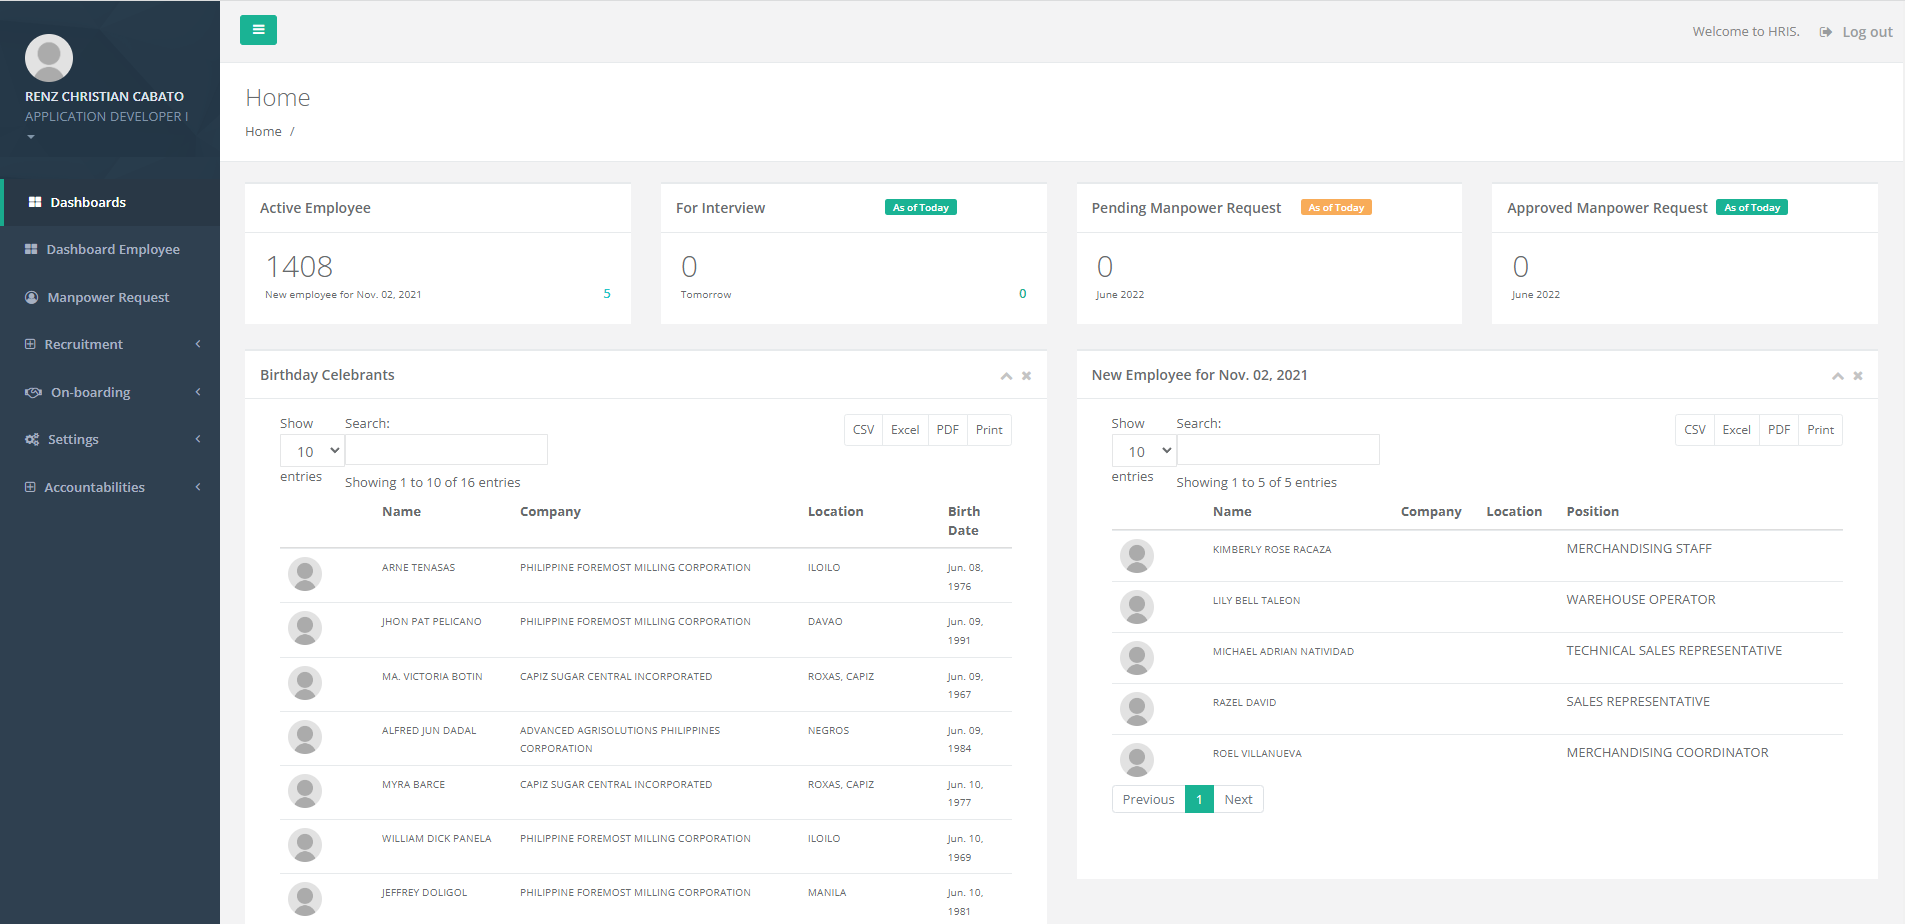 RENZ CHRISTIAN CABATO
APPLICATION DEVELOPER I
Dashboards
Dashboard Employee
Manpower Request
Recruitment
On-boarding
Settings
Accountabilities
Welcome to HRIS. Log out
Home
Home /
Active Employee
1408
New employee for Nov. 02, 2021 5
For Interview As of Today
0
Tomorrow 0
Pending Manpower Request As of Today
0
June 2022
Approved Manpower Request As of Today
0
June 2022
Birthday Celebrants
Show Search: CSV Excel PDF Print
10
entries Showing 1 to 10 of 16 entries
Name Company Location Birth
Date
ARNE TENASAS PHILIPPINE FOREMOST MILLING CORPORATION ILOILO Jun. 08,
1976
JHON PAT PELICANO PHILIPPINE FOREMOST MILLING CORPORATION DAVAO Jun. 09,
1991
MA. VICTORIA BOTIN CAPIZ SUGAR CENTRAL INCORPORATED ROXAS, CAPIZ Jun. 09,
1967
ALFRED JUN DADAL ADVANCED AGRISOLUTIONS PHILIPPINES NEGROS Jun. 09,
CORPORATION 1984
MYRA BARCE CAPIZ SUGAR CENTRAL INCORPORATED ROXAS, CAPIZ Jun. 10,
1977
WILLIAM DICK PANELA PHILIPPINE FOREMOST MILLING CORPORATION ILOILO Jun. 10,
1969
JEFFREY DOLIGOL PHILIPPINE FOREMOST MILLING CORPORATION MANILA Jun. 10,
1981
New Employee for Nov. 02, 2021
Show Search: CSV Excel PDF Print
10
entries Showing 1 to 5 of 5 entries
Name Company Location Position
KIMBERLY ROSE RACAZA MERCHANDISING STAFF
LILY BELL TALEON WAREHOUSE OPERATOR
MICHAEL ADRIAN NATIVIDAD TECHNICAL SALES REPRESENTATIVE
RAZEL DAVID SALES REPRESENTATIVE
ROEL VILLANUEVA MERCHANDISING COORDINATOR
Previous 1 Next